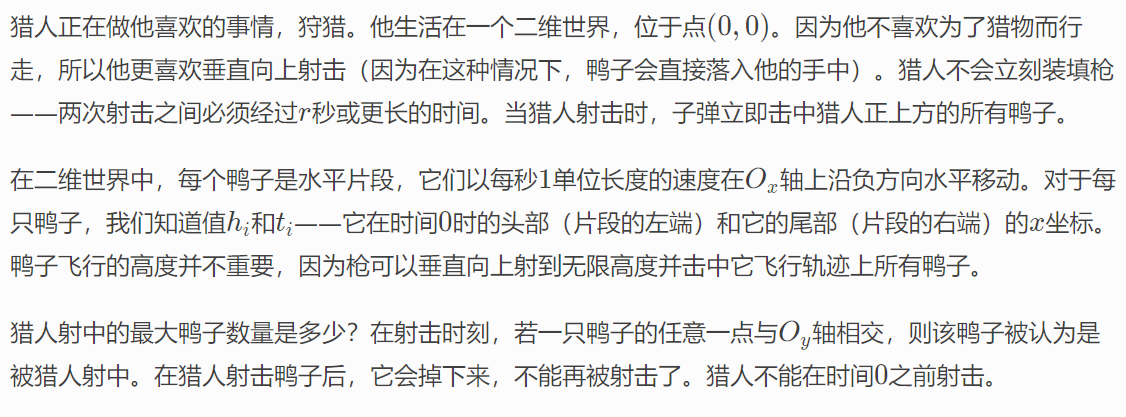 猎人正在做他喜欢的事情，狩猎。他生活在一个二维世界，位于点(0, 0)。因为他不喜欢为了猎物而行
走，所以他更喜欢垂直向上射击（因为在这种情况下，鸭子会直接落入他的手中）。猎人不会立刻装填枪
——两次射击之间必须经过r秒或更长的时间。当猎人射击时，子弹立即击中猎人正上方的所有鸭子。
在二维世界中，每个鸭子是水平片段，它们以每秒1单位长度的速度在Oₓ轴上沿负方向水平移动。对于每
只鸭子，我们知道值hᵢ和tᵢ——它在时间0时的头部（片段的左端）和它的尾部（片段的右端）的x坐标。
鸭子飞行的高度并不重要，因为枪可以垂直向上射到无限高度并击中它飞行轨迹上所有鸭子。
猎人射中的最大鸭子数量是多少？在射击时刻，若一只鸭子的任意一点与O_y轴相交，则该鸭子被认为是
被猎人射中。在猎人射击鸭子后，它会掉下来，不能再被射击了。猎人不能在时间0之前射击。